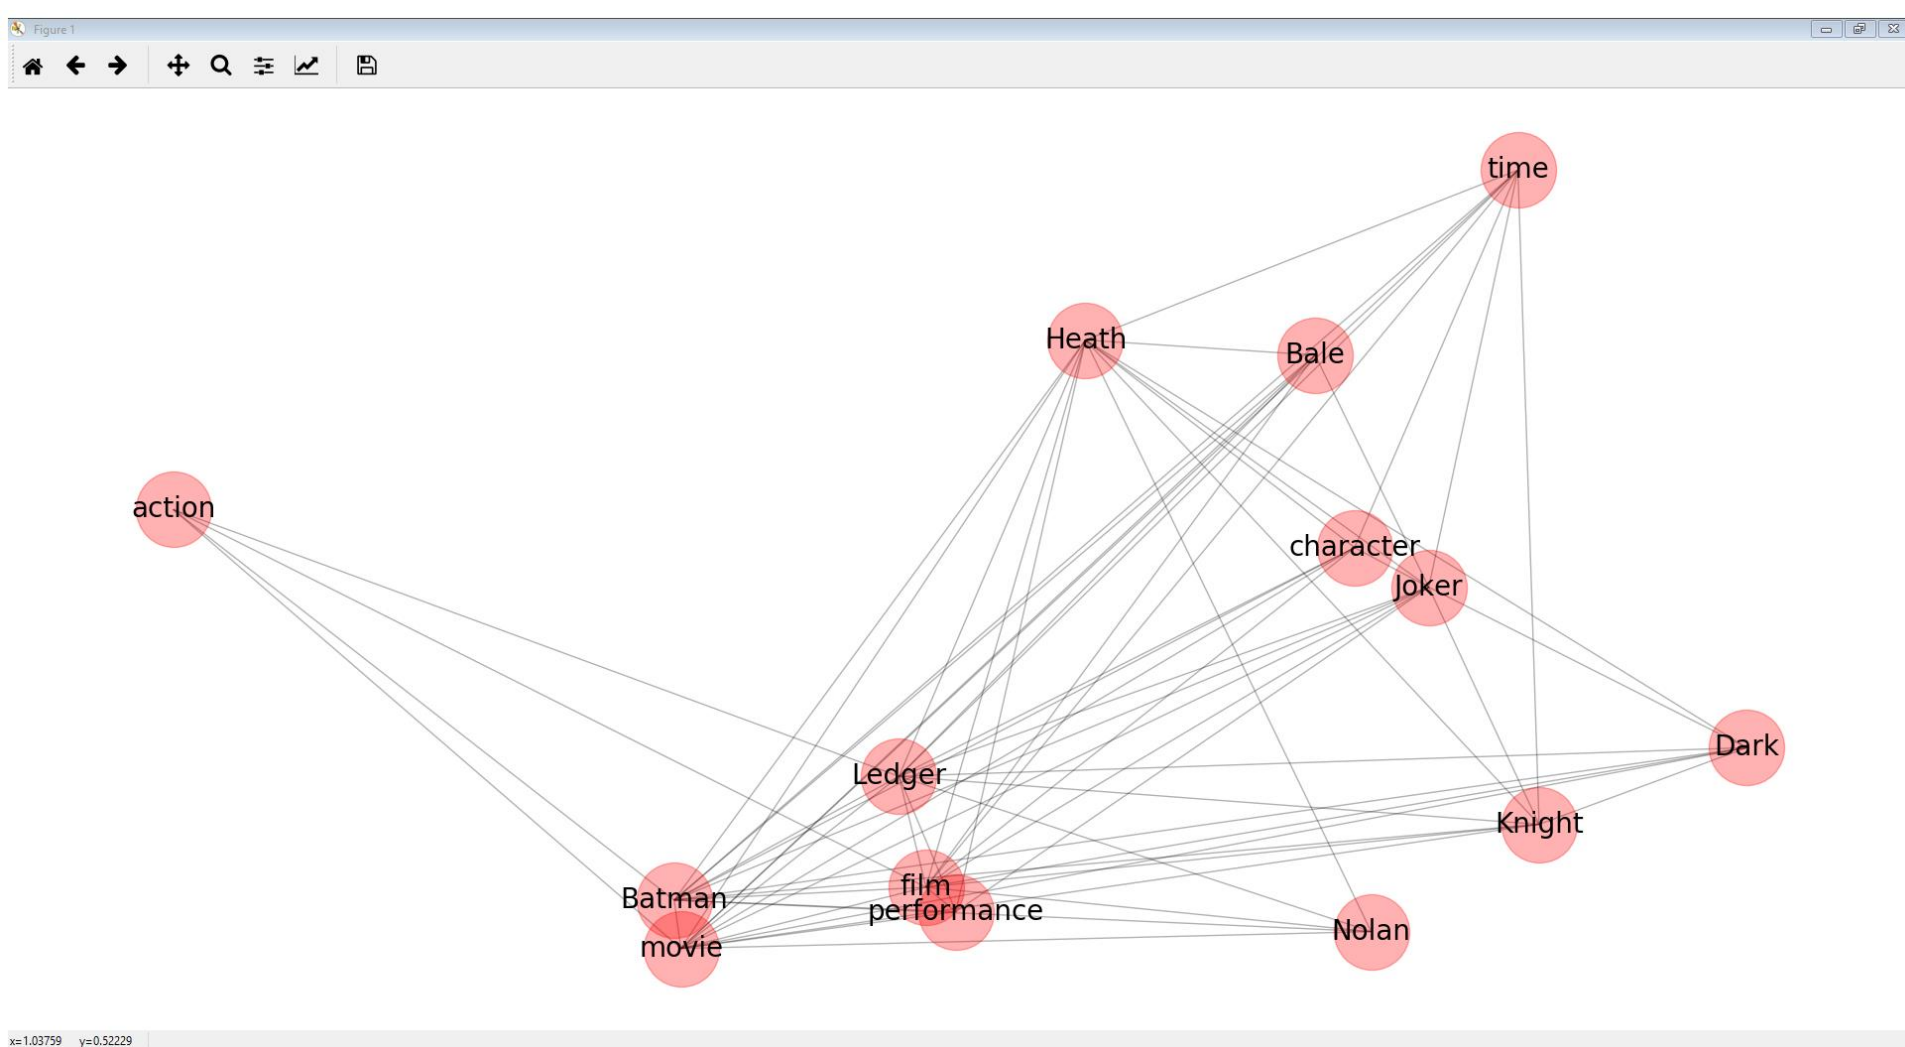 Figure 1
time
Heath
Bale
action
character
Joker
Dark
Ledger
Knight
film
Batman
performance
Nolan
movie
x=1.03759 y=0.52229